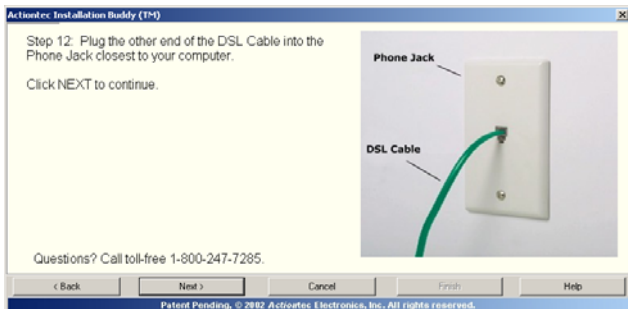 Actiontec Installation Buddy (TM)
Step 12: Plug the other end of the DSL Cable into the
Phone Jack closest to your computer.
Click NEXT to continue.
Phone Jack
DSL Cable
Questions? Call toll-free 1-800-247-7285.
< Back
Next >
Cancel
Finish
Help
Patent Pending, © 2002 Actiontec Electronics, Inc. All rights reserved.